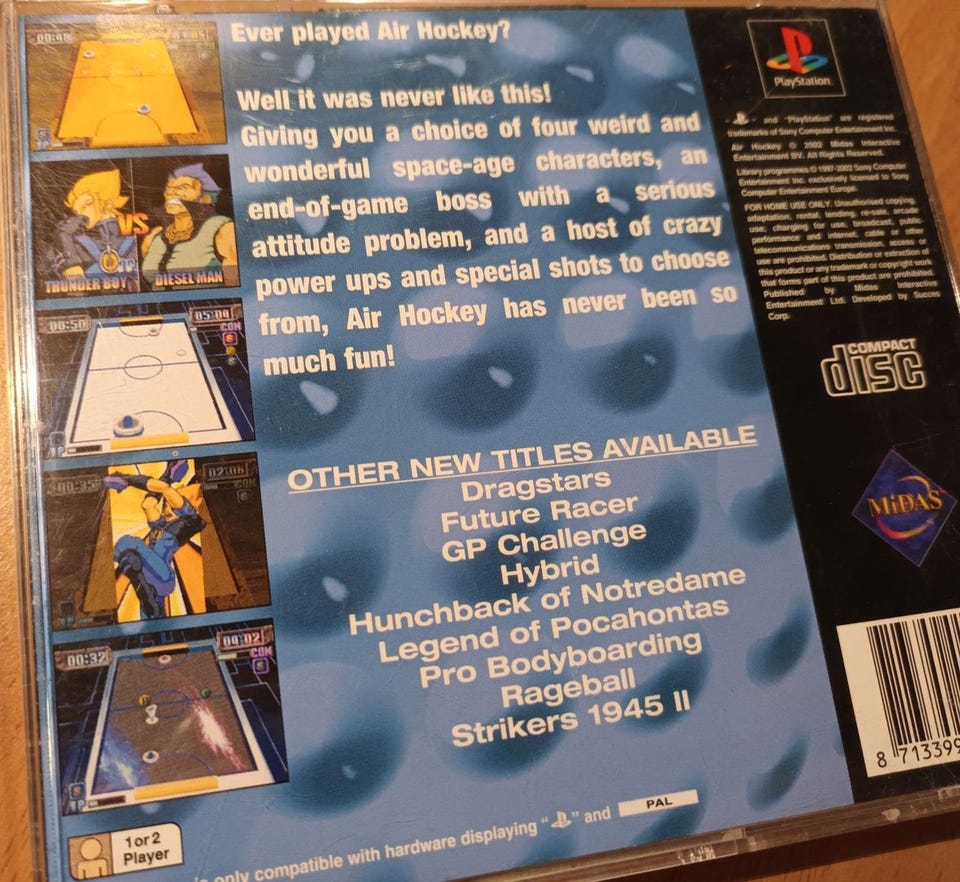 Ever played Air Hockey?
Well it was never like this!
Giving you a choice of four weird and
wonderful space-age characters, an
end-of-game boss with a serious
attitude problem, and a host of crazy
power ups and special shots to choose
from, Air Hockey has never been so
much fun!
OTHER NEW TITLES AVAILABLE
Dragstars
Future Racer
GP Challenge
Hybrid
Hunchback of Notredame
Legend of Pocahontas
Pro Bodyboarding
Rageball
Strikers 1945 II
only compatible with hardware displaying " " and PAL
1 or 2
Player
00:48
VS
THUNDER BOY DIESEL MAN
00:50 05:00
COM
1P
00:35 02:06
COM
00:32 00:02
COM
1P
PlayStation
and "PlayStation" are registered
trademarks of Sony Computer Entertainment Inc.
Air Hockey © 2002 Midas Interactive
Entertainment BV. All Rights Reserved.
Library programmes © 1997-2002 Sony Computer
Entertainment Inc. exclusively licensed to Sony
Computer Entertainment Europe.
FOR HOME USE ONLY. Unauthorised copying,
adaptation, rental, lending, re-sale, arcade
use, charging for use, broadcast, public
performance and internet, cable or other
telecommunications transmission, access or
use are prohibited. Distribution or extraction of
this product or any trademark or copyright work
that forms part of this product are prohibited.
Published by Midas Interactive
Entertainment Ltd. Developed by Success
Corp.
COMPACT
disc
MiDAS
8 713399